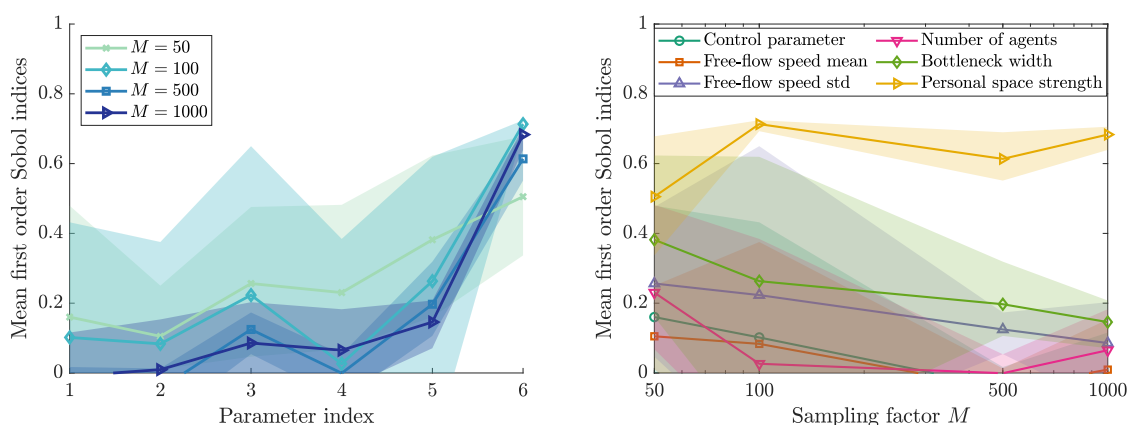 Mean first order Sobol indices
1
0.8
0.6
0.4
0.2
0
M = 50
M = 100
M = 500
M = 1000
1 2 3 4 5 6
Parameter index
Mean first order Sobol indices
1
0.8
0.6
0.4
0.2
0
Control parameter
Free-flow speed mean
Free-flow speed std
Number of agents
Bottleneck width
Personal space strength
50 100 500 1000
Sampling factor M